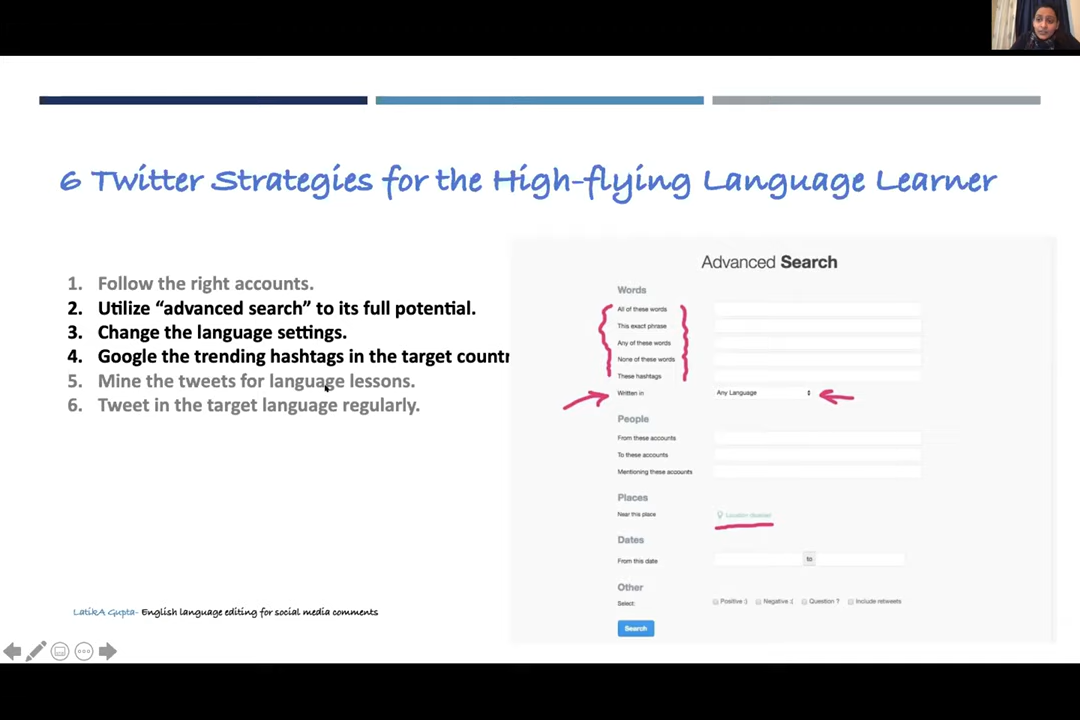 6 Twitter Strategies for the High-flying Language Learner
1. Follow the right accounts.
2. Utilize “advanced search” to its full potential.
3. Change the language settings.
4. Google the trending hashtags in the target countr
5. Mine the tweets for language lessons.
6. Tweet in the target language regularly.
Advanced Search
Words
All of these words
This exact phrase
Any of these words
None of these words
These hashtags
Written in Any Language
People
From these accounts
To these accounts
Mentioning these accounts
Places
Near this place Location disabled
Dates
From this date to
Other
Select: Positive :) Negative :( Question ? Include retweets
Search
LatikA Gupta- English language editing for social media comments